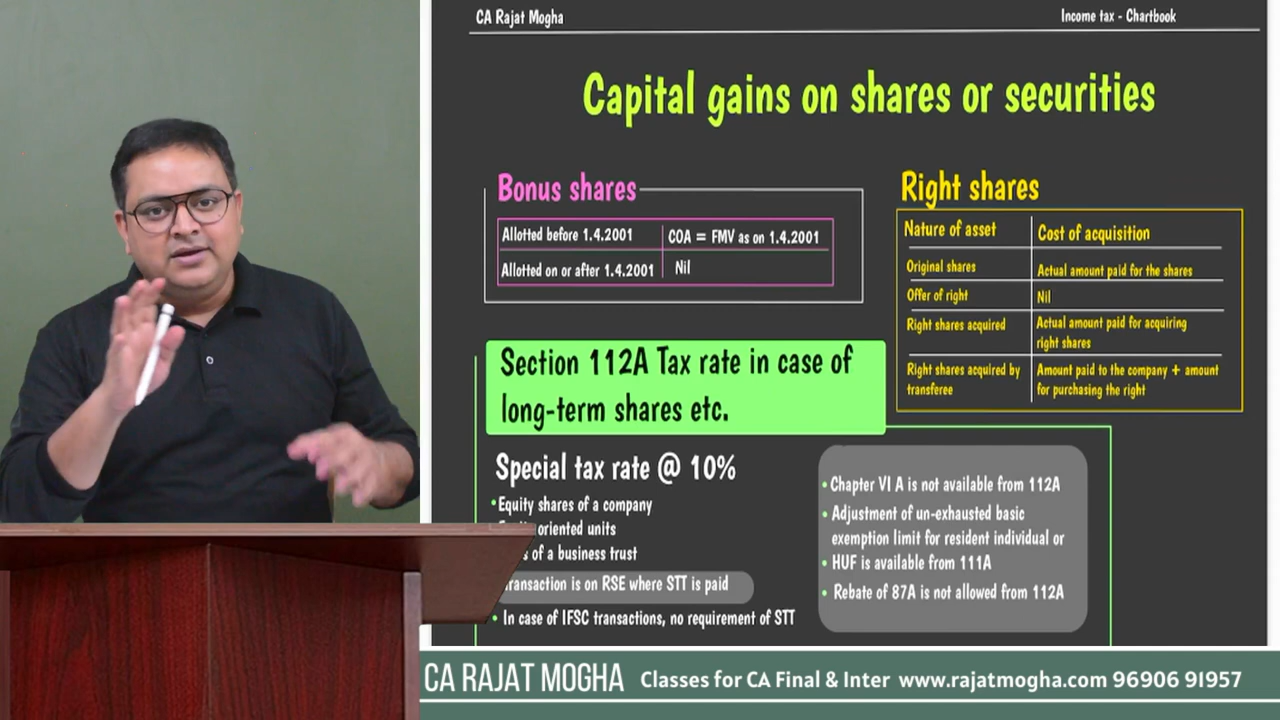 CA Rajat Mogha
Income tax - Chartbook
Capital gains on shares or securities
Bonus shares
Allotted before 1.4.2001
COA = FMV as on 1.4.2001
Allotted on or after 1.4.2001
Nil
Right shares
Nature of asset
Cost of acquisition
Original shares
Actual amount paid for the shares
Offer of right
Nil
Right shares acquired
Actual amount paid for acquiring
right shares
Right shares acquired by
transferee
Amount paid to the company + amount
for purchasing the right
Section 112A Tax rate in case of
long-term shares etc.
Special tax rate @ 10%
•Equity shares of a company
oriented units
of a business trust
is on RSE where STT is paid
• In case of IFSC transactions, no requirement of STT
•Chapter VI A is not available from 112A
• Adjustment of un-exhausted basic
exemption limit for resident individual or
• HUF is available from 111A
• Rebate of 87A is not allowed from 112A
CA RAJAT MOGHA Classes for CA Final & Inter www.rajatmogha.com 96906 91957